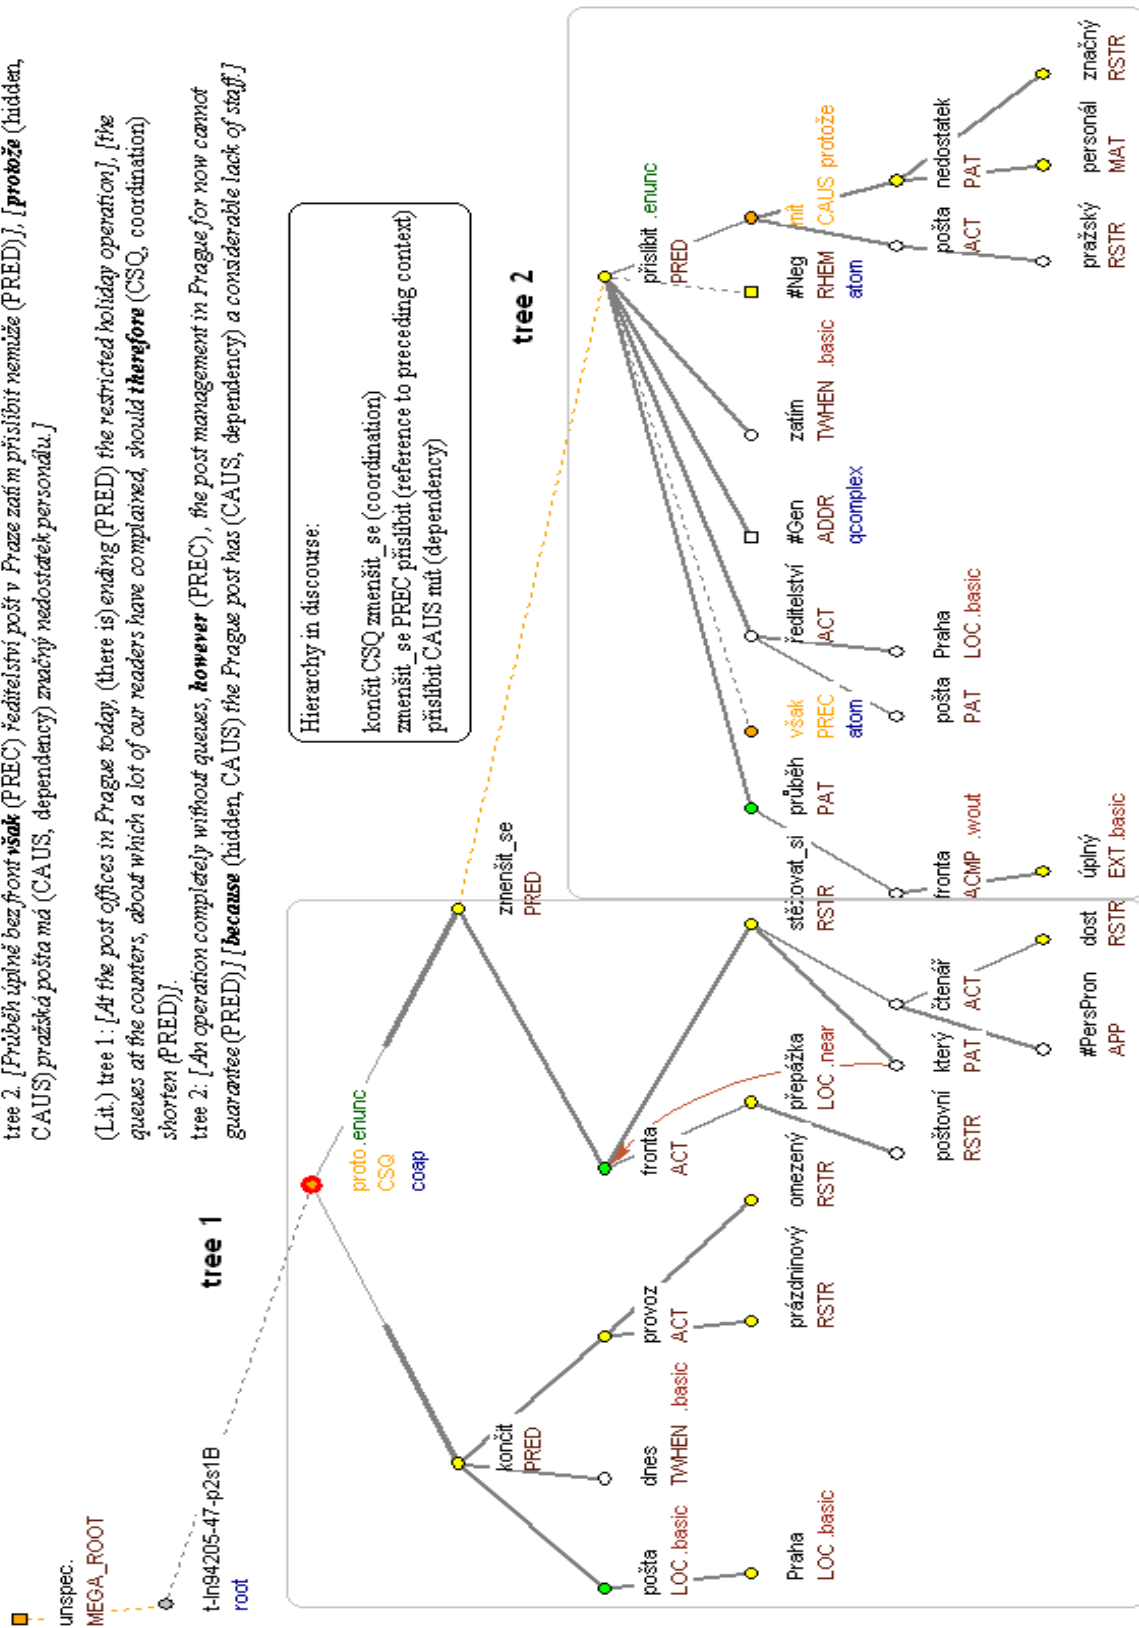 tree 2. [Průběh úplně bez front však (PREC) ředitelství pošt v Praze zatím přislíbit nemůže (PRED)], [protože (hidden,
CAUS) pražská pošta má (CAUS, dependency) značný nedostatek personálu.]
(Lit.) tree 1: [At the post offices in Prague today, (there is) ending (PRED) the restricted holiday operation], [the
queues at the counters, about which a lot of our readers have complained, should therefore (CSQ, coordination)
shorten (PRED)].
tree 2: [An operation completely without queues, however (PREC), the post management in Prague for now cannot
guarantee (PRED)] [because (hidden, CAUS) the Prague post has (CAUS, dependency) a considerable lack of staff.]
unspec.
MEGA_ROOT
t-ln94205-47-p2s1B
root
tree 1
Hierarchy in discourse:
končit CSQ zmenšit_se (coordination)
zmenšit_se PREC přislíbit (reference to preceding context)
přislíbit CAUS mít (dependency)
proto .enunc
CSQ
coap
končit
PRED
zmenšit_se
PRED
tree 2
pošta
LOC .basic
dnes
TWHEN .basic
provoz
ACT
fronta
ACT
přislíbit .enunc
PRED
Praha
LOC .basic
prázdninový
RSTR
omezený
RSTR
přepážka
LOC .near
stěžovat_si
RSTR
průběh
PAT
však
PREC
atom
ředitelství
ACT
#Gen
ADDR
qcomplex
zatím
TWHEN .basic
#Neg
RHEM
atom
mít
CAUS protože
poštovní
RSTR
který
PAT
čtenář
ACT
fronta
ACMP .wout
pošta
PAT
Praha
LOC .basic
pošta
ACT
nedostatek
PAT
#PersPron
APP
dost
RSTR
úplný
EXT .basic
pražský
RSTR
personál
MAT
značný
RSTR